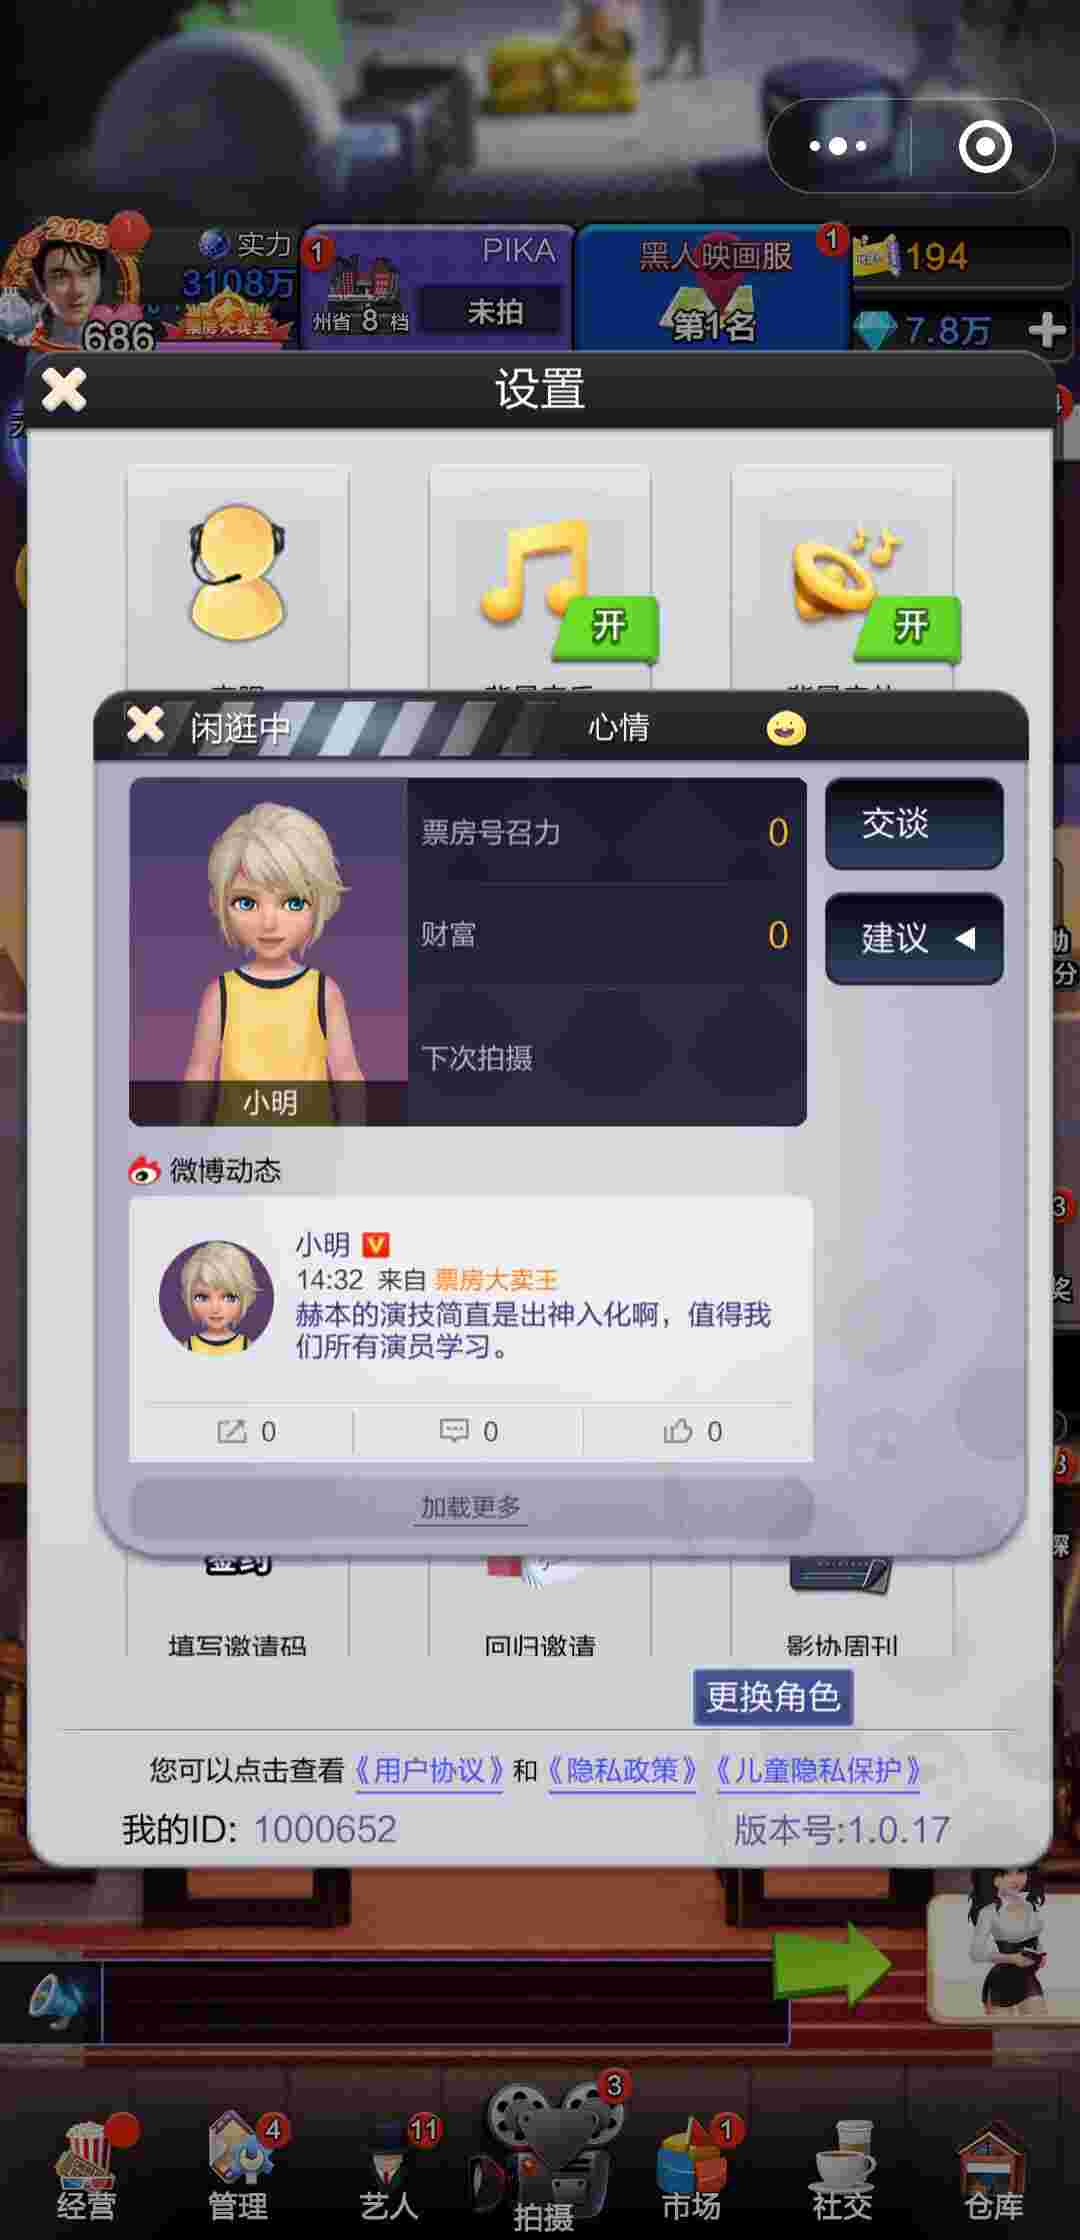 2025
1
实力
3108万
686
票房大卖王
1
PIKA
州省 8 档
未拍
黑人映画服
1
第1名
194
7.8万
设置
开
开
闲逛中
心情
交谈
票房号召力 0
建议
财富 0
下次拍摄
小明
微博动态
小明
14:32 来自 票房大卖王
赫本的演技简直是出神入化啊，值得我
们所有演员学习。
0
0
0
加载更多
填写邀请码
回归邀请
影协周刊
更换角色
您可以点击查看《用户协议》和《隐私政策》《儿童隐私保护》
我的ID: 1000652
版本号:1.0.17
经营
4
管理
11
艺人
3
拍摄
1
市场
社交
仓库